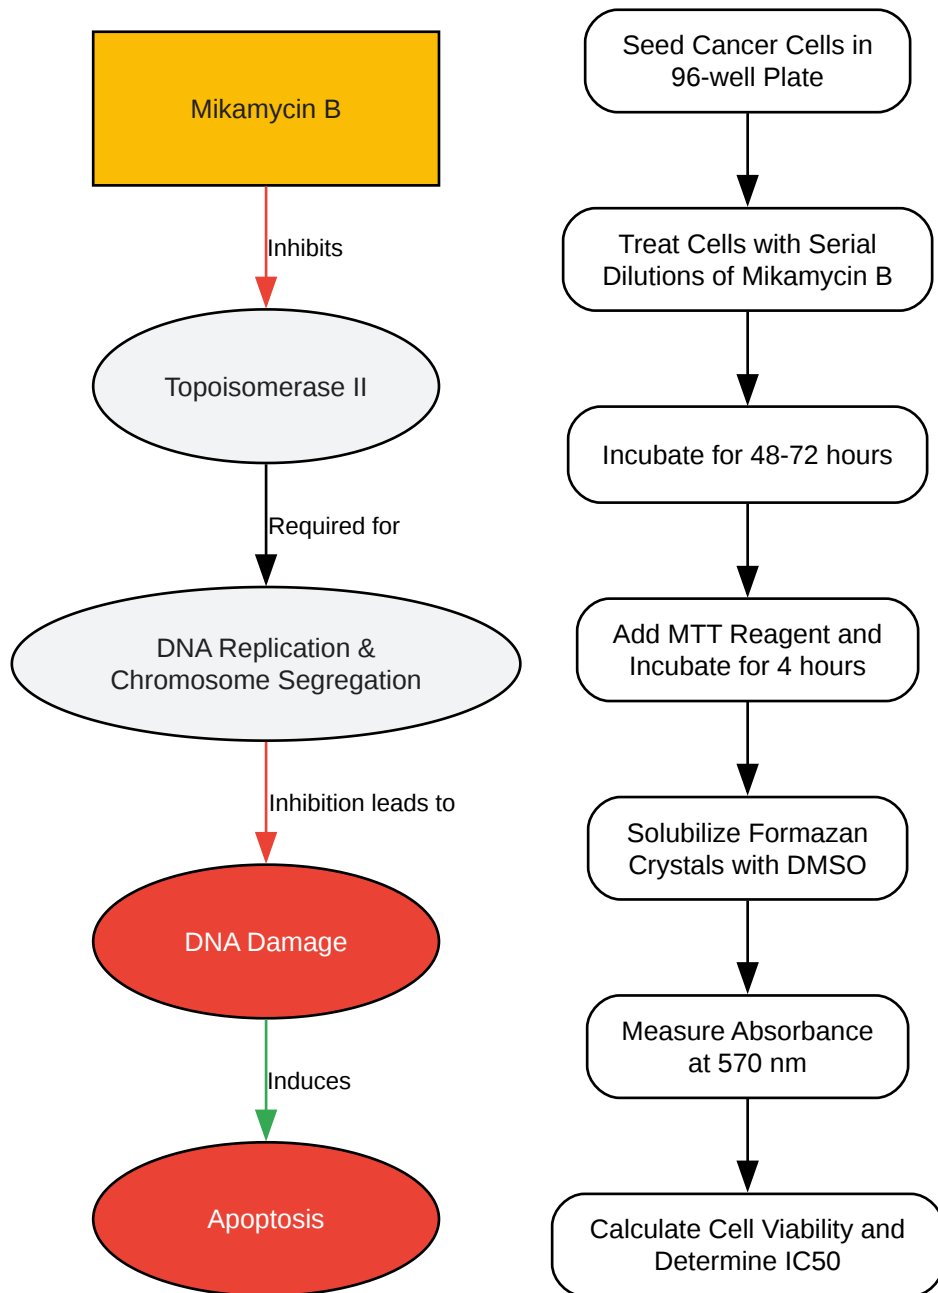 Mikamycin B
Inhibits
Topoisomerase II
Required for
DNA Replication &
Chromosome Segregation
Inhibition leads to
DNA Damage
Induces
Apoptosis
Seed Cancer Cells in
96-well Plate
Treat Cells with Serial
Dilutions of Mikamycin B
Incubate for 48-72 hours
Add MTT Reagent and
Incubate for 4 hours
Solubilize Formazan
Crystals with DMSO
Measure Absorbance
at 570 nm
Calculate Cell Viability and
Determine IC50